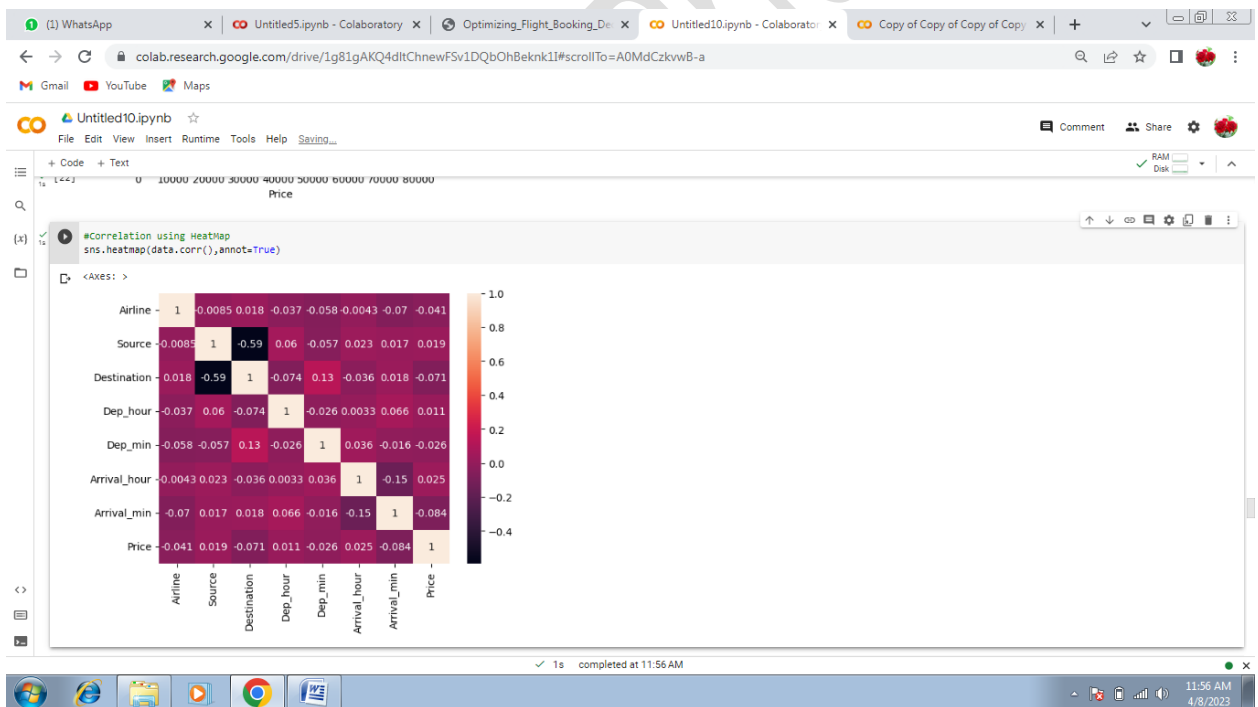 (1) WhatsApp
Untitled5.ipynb - Colaboratory
Optimizing_Flight_Booking_De
Untitled10.ipynb - Colaborator
Copy of Copy of Copy of Copy
colab.research.google.com/drive/1g81gAKQ4dltChnewFSv1DQbOhBeknk1I#scrollTo=A0MdCzkvwB-a
Gmail YouTube Maps
Untitled10.ipynb
File Edit View Insert Runtime Tools Help Saving...
Comment Share
+ Code + Text
RAM
Disk
1s [22] 0 10000 20000 30000 40000 50000 60000 70000 80000
Price
{x} 1s #Correlation using HeatMap
sns.heatmap(data.corr(),annot=True)
<Axes: >
Airline 1 -0.0085 0.018 -0.037 -0.058 -0.0043 -0.07 -0.041
Source -0.0085 1 -0.59 0.06 -0.057 0.023 0.017 0.019
Destination 0.018 -0.59 1 -0.074 0.13 -0.036 0.018 -0.071
Dep_hour -0.037 0.06 -0.074 1 -0.026 0.0033 0.066 0.011
Dep_min -0.058 -0.057 0.13 -0.026 1 0.036 -0.016 -0.026
Arrival_hour -0.0043 0.023 -0.036 0.0033 0.036 1 -0.15 0.025
Arrival_min -0.07 0.017 0.018 0.066 -0.016 -0.15 1 -0.084
Price -0.041 0.019 -0.071 0.011 -0.026 0.025 -0.084 1
Airline Source Destination Dep_hour Dep_min Arrival_hour Arrival_min Price
1.0
0.8
0.6
0.4
0.2
0.0
−0.2
−0.4
1s completed at 11:56 AM
11:56 AM
4/8/2023